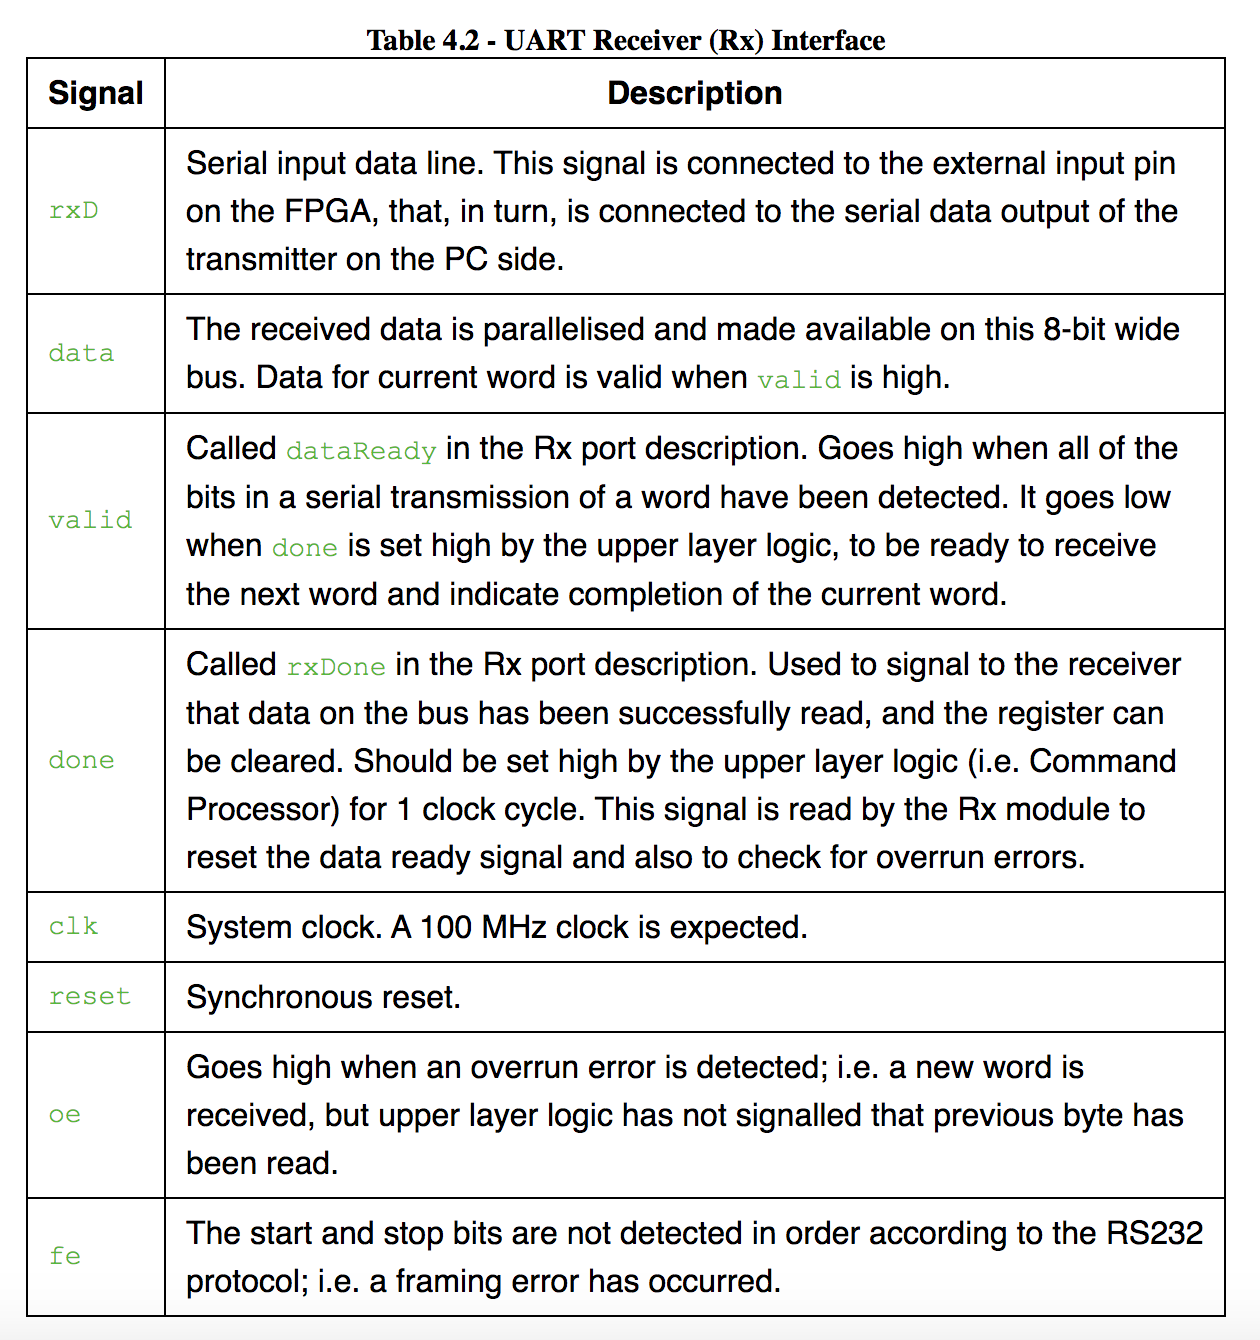 Table 4.2 - UART Receiver (Rx) Interface
Signal Description
rxD
Serial input data line. This signal is connected to the external input pin
on the FPGA, that, in turn, is connected to the serial data output of the
transmitter on the PC side.
data
The received data is parallelised and made available on this 8-bit wide
bus. Data for current word is valid when valid is high.
valid
Called dataReady in the Rx port description. Goes high when all of the
bits in a serial transmission of a word have been detected. It goes low
when done is set high by the upper layer logic, to be ready to receive
the next word and indicate completion of the current word.
done
Called rxDone in the Rx port description. Used to signal to the receiver
that data on the bus has been successfully read, and the register can
be cleared. Should be set high by the upper layer logic (i.e. Command
Processor) for 1 clock cycle. This signal is read by the Rx module to
reset the data ready signal and also to check for overrun errors.
clk
System clock. A 100 MHz clock is expected.
reset
Synchronous reset.
oe
Goes high when an overrun error is detected; i.e. a new word is
received, but upper layer logic has not signalled that previous byte has
been read.
fe
The start and stop bits are not detected in order according to the RS232
protocol; i.e. a framing error has occurred.